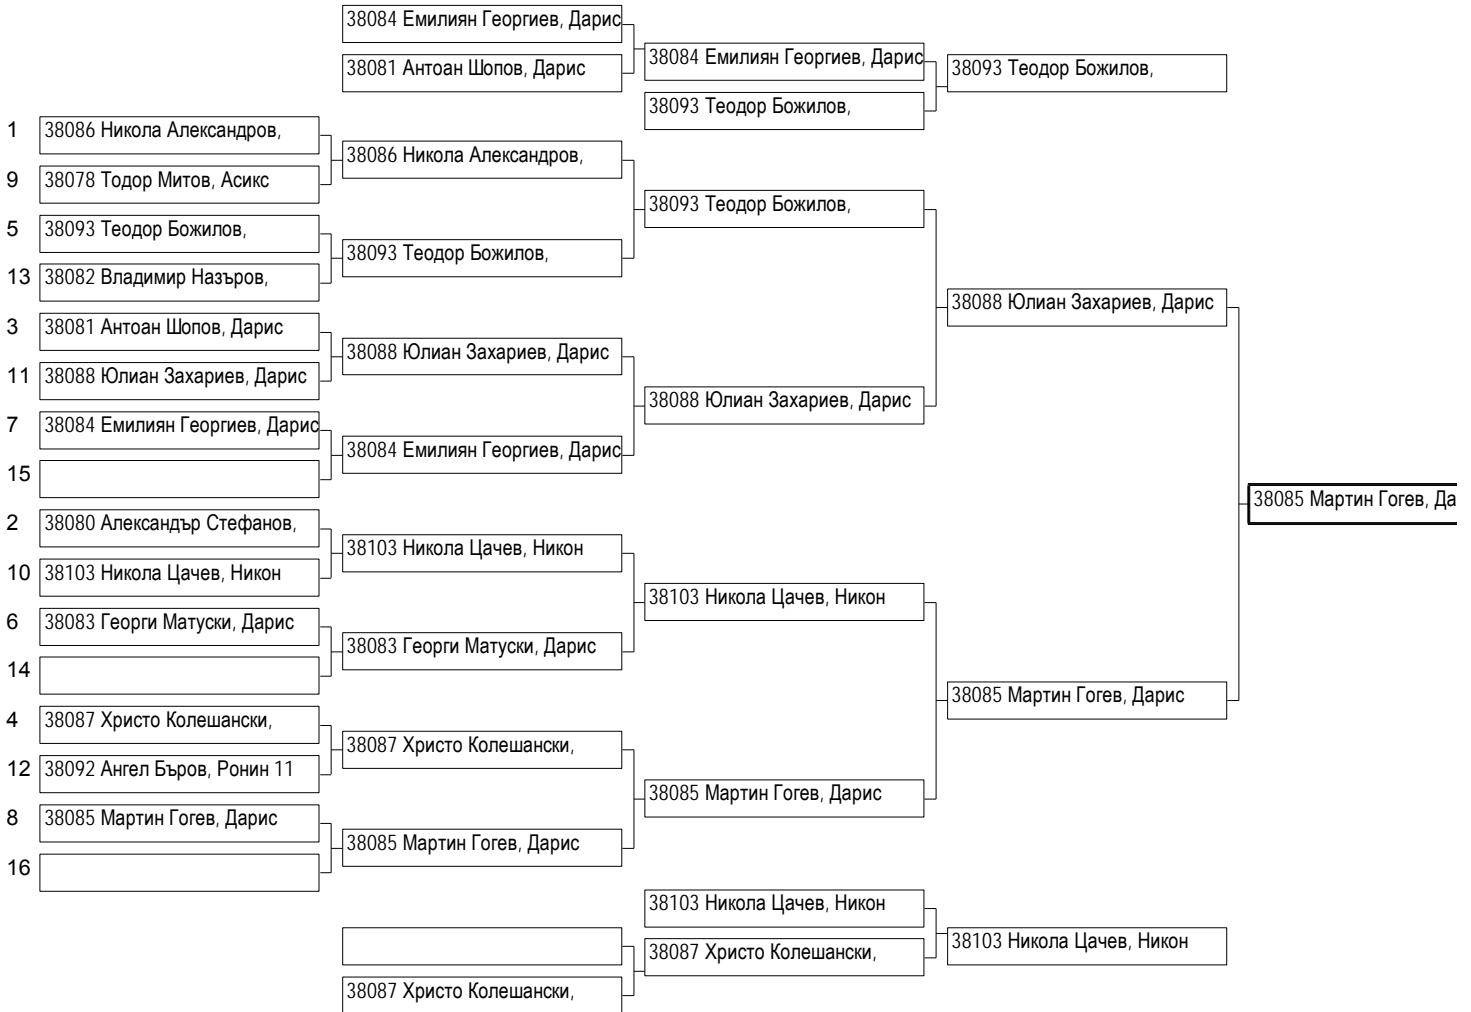 38084 Емилиян Георгиев, Дарис
38081 Антоан Шопов, Дарис
38084 Емилиян Георгиев, Дарис
38093 Теодор Божилов,
38093 Теодор Божилов,
1 38086 Никола Александров,
9 38078 Тодор Митов, Асикс
5 38093 Теодор Божилов,
13 38082 Владимир Назъров,
3 38081 Антоан Шопов, Дарис
11 38088 Юлиан Захариев, Дарис
7 38084 Емилиян Георгиев, Дарис
15
2 38080 Александър Стефанов,
10 38103 Никола Цачев, Никон
6 38083 Георги Матуски, Дарис
14
4 38087 Христо Колешански,
12 38092 Ангел Бъров, Ронин 11
8 38085 Мартин Гогев, Дарис
16
38086 Никола Александров,
38093 Теодор Божилов,
38088 Юлиан Захариев, Дарис
38084 Емилиян Георгиев, Дарис
38103 Никола Цачев, Никон
38083 Георги Матуски, Дарис
38087 Христо Колешански,
38085 Мартин Гогев, Дарис
38093 Теодор Божилов,
38088 Юлиан Захариев, Дарис
38103 Никола Цачев, Никон
38085 Мартин Гогев, Дарис
38088 Юлиан Захариев, Дарис
38085 Мартин Гогев, Дарис
38085 Мартин Гогев, Да
38103 Никола Цачев, Никон
38087 Христо Колешански,
38103 Никола Цачев, Никон
38087 Христо Колешански,